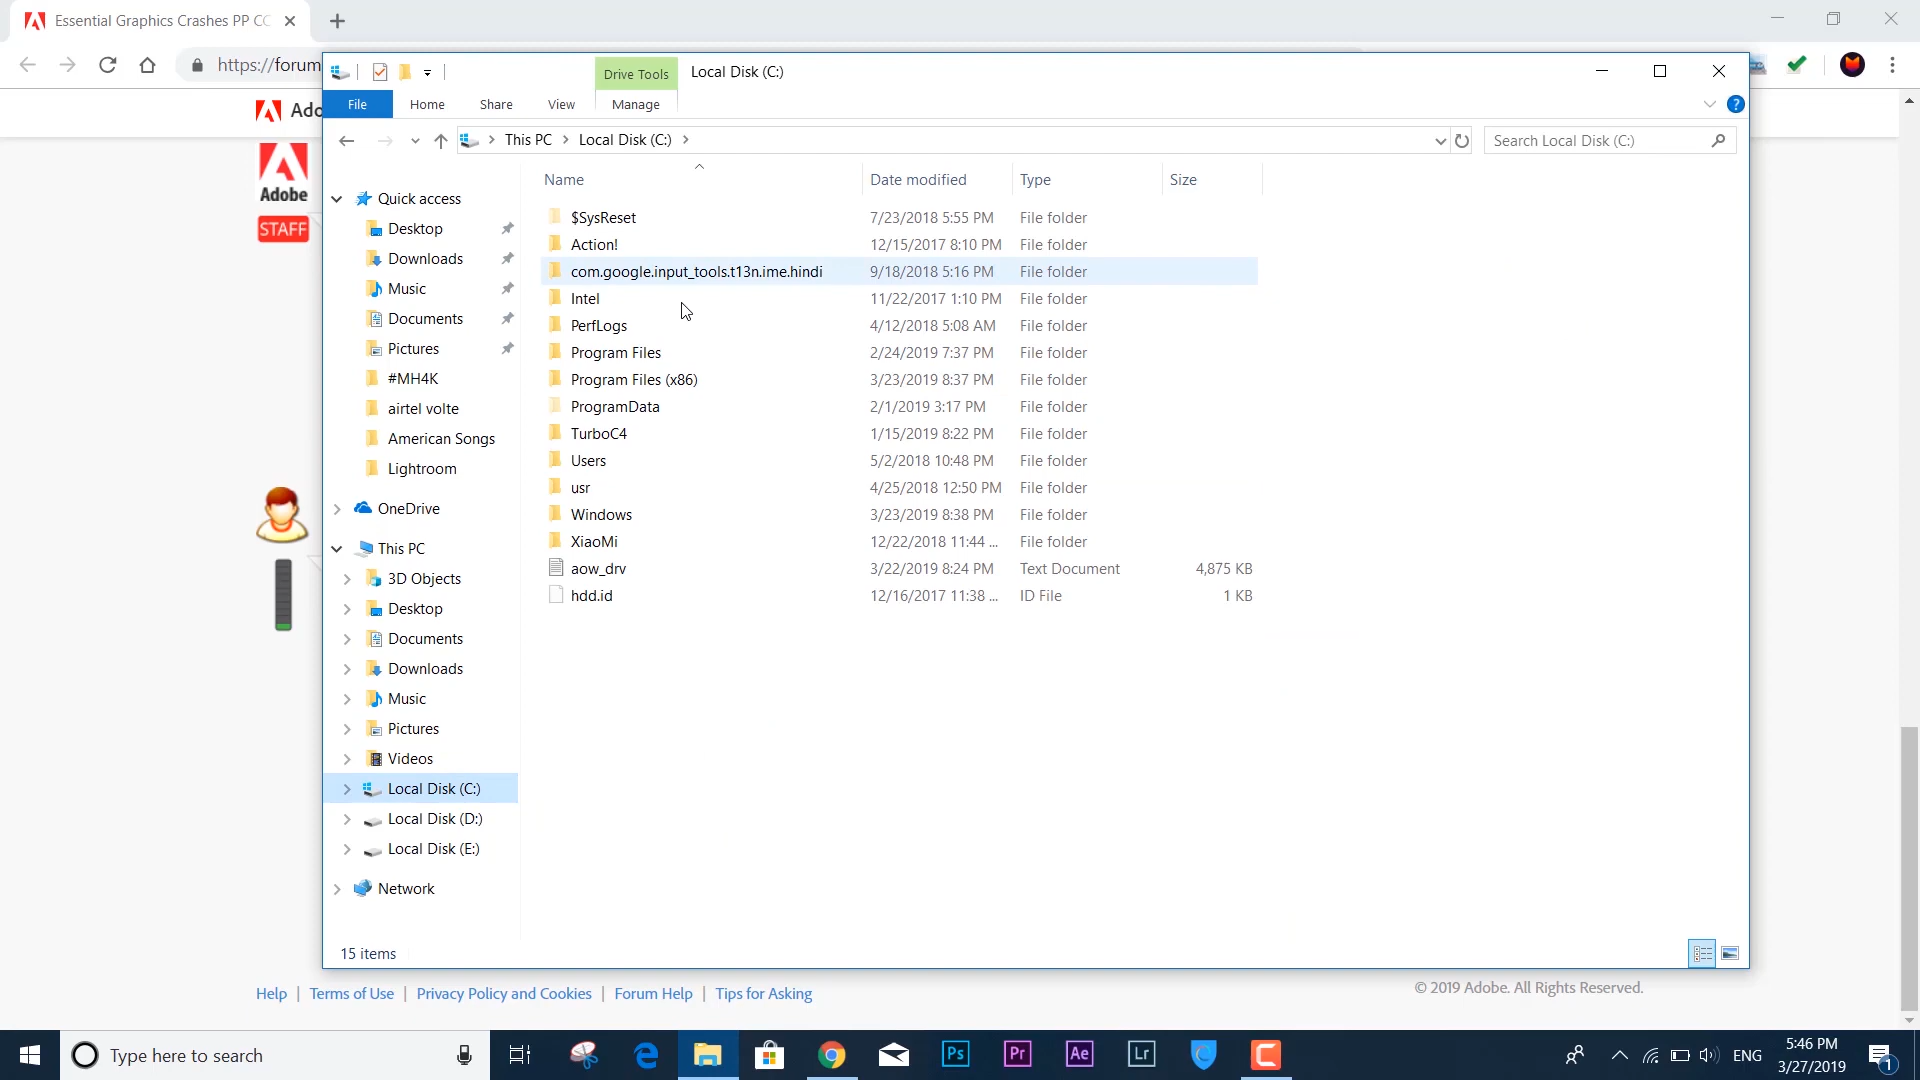 Essential Graphics Crashes PP CC
https://forum
Drive Tools
Local Disk (C:)
File
Home
Share
View
Manage
This PC
Local Disk (C:)
Search Local Disk (C:)
Ado
Adobe
STAFF
Name
Date modified
Type
Size
Quick access
Desktop
Downloads
Music
Documents
Pictures
#MH4K
airtel volte
American Songs
Lightroom
OneDrive
This PC
3D Objects
Desktop
Documents
Downloads
Music
Pictures
Videos
Local Disk (C:)
Local Disk (D:)
Local Disk (E:)
Network
$SysReset 7/23/2018 5:55 PM File folder
Action! 12/15/2017 8:10 PM File folder
com.google.input_tools.t13n.ime.hindi 9/18/2018 5:16 PM File folder
Intel 11/22/2017 1:10 PM File folder
PerfLogs 4/12/2018 5:08 AM File folder
Program Files 2/24/2019 7:37 PM File folder
Program Files (x86) 3/23/2019 8:37 PM File folder
ProgramData 2/1/2019 3:17 PM File folder
TurboC4 1/15/2019 8:22 PM File folder
Users 5/2/2018 10:48 PM File folder
usr 4/25/2018 12:50 PM File folder
Windows 3/23/2019 8:38 PM File folder
XiaoMi 12/22/2018 11:44 ... File folder
aow_drv 3/22/2019 8:24 PM Text Document 4,875 KB
hdd.id 12/16/2017 11:38 ... ID File 1 KB
15 items
Help | Terms of Use | Privacy Policy and Cookies | Forum Help | Tips for Asking
© 2019 Adobe. All Rights Reserved.
Type here to search
Ps
Pr
Ae
Lr
ENG
5:46 PM
3/27/2019
1